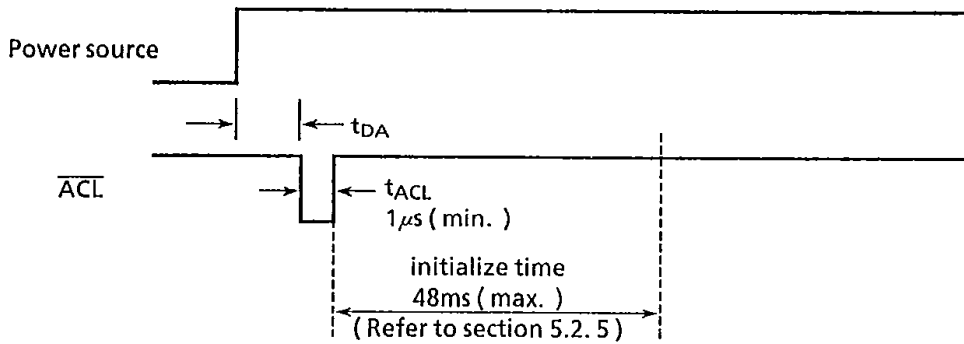 Power source
tDA
ACL
tACL
1μs ( min. )
initialize time
48ms ( max. )
( Refer to section 5.2. 5 )